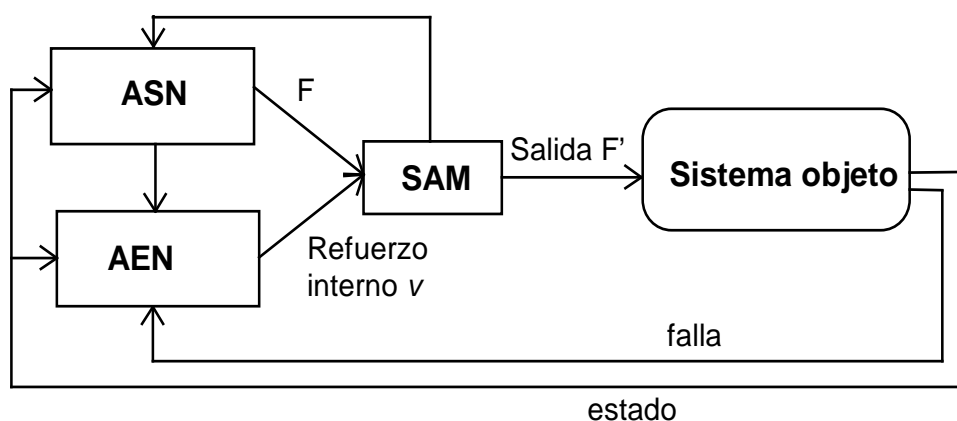 ASN
F
SAM
Salida F’
Sistema objeto
AEN
Refuerzo
interno v
falla
estado